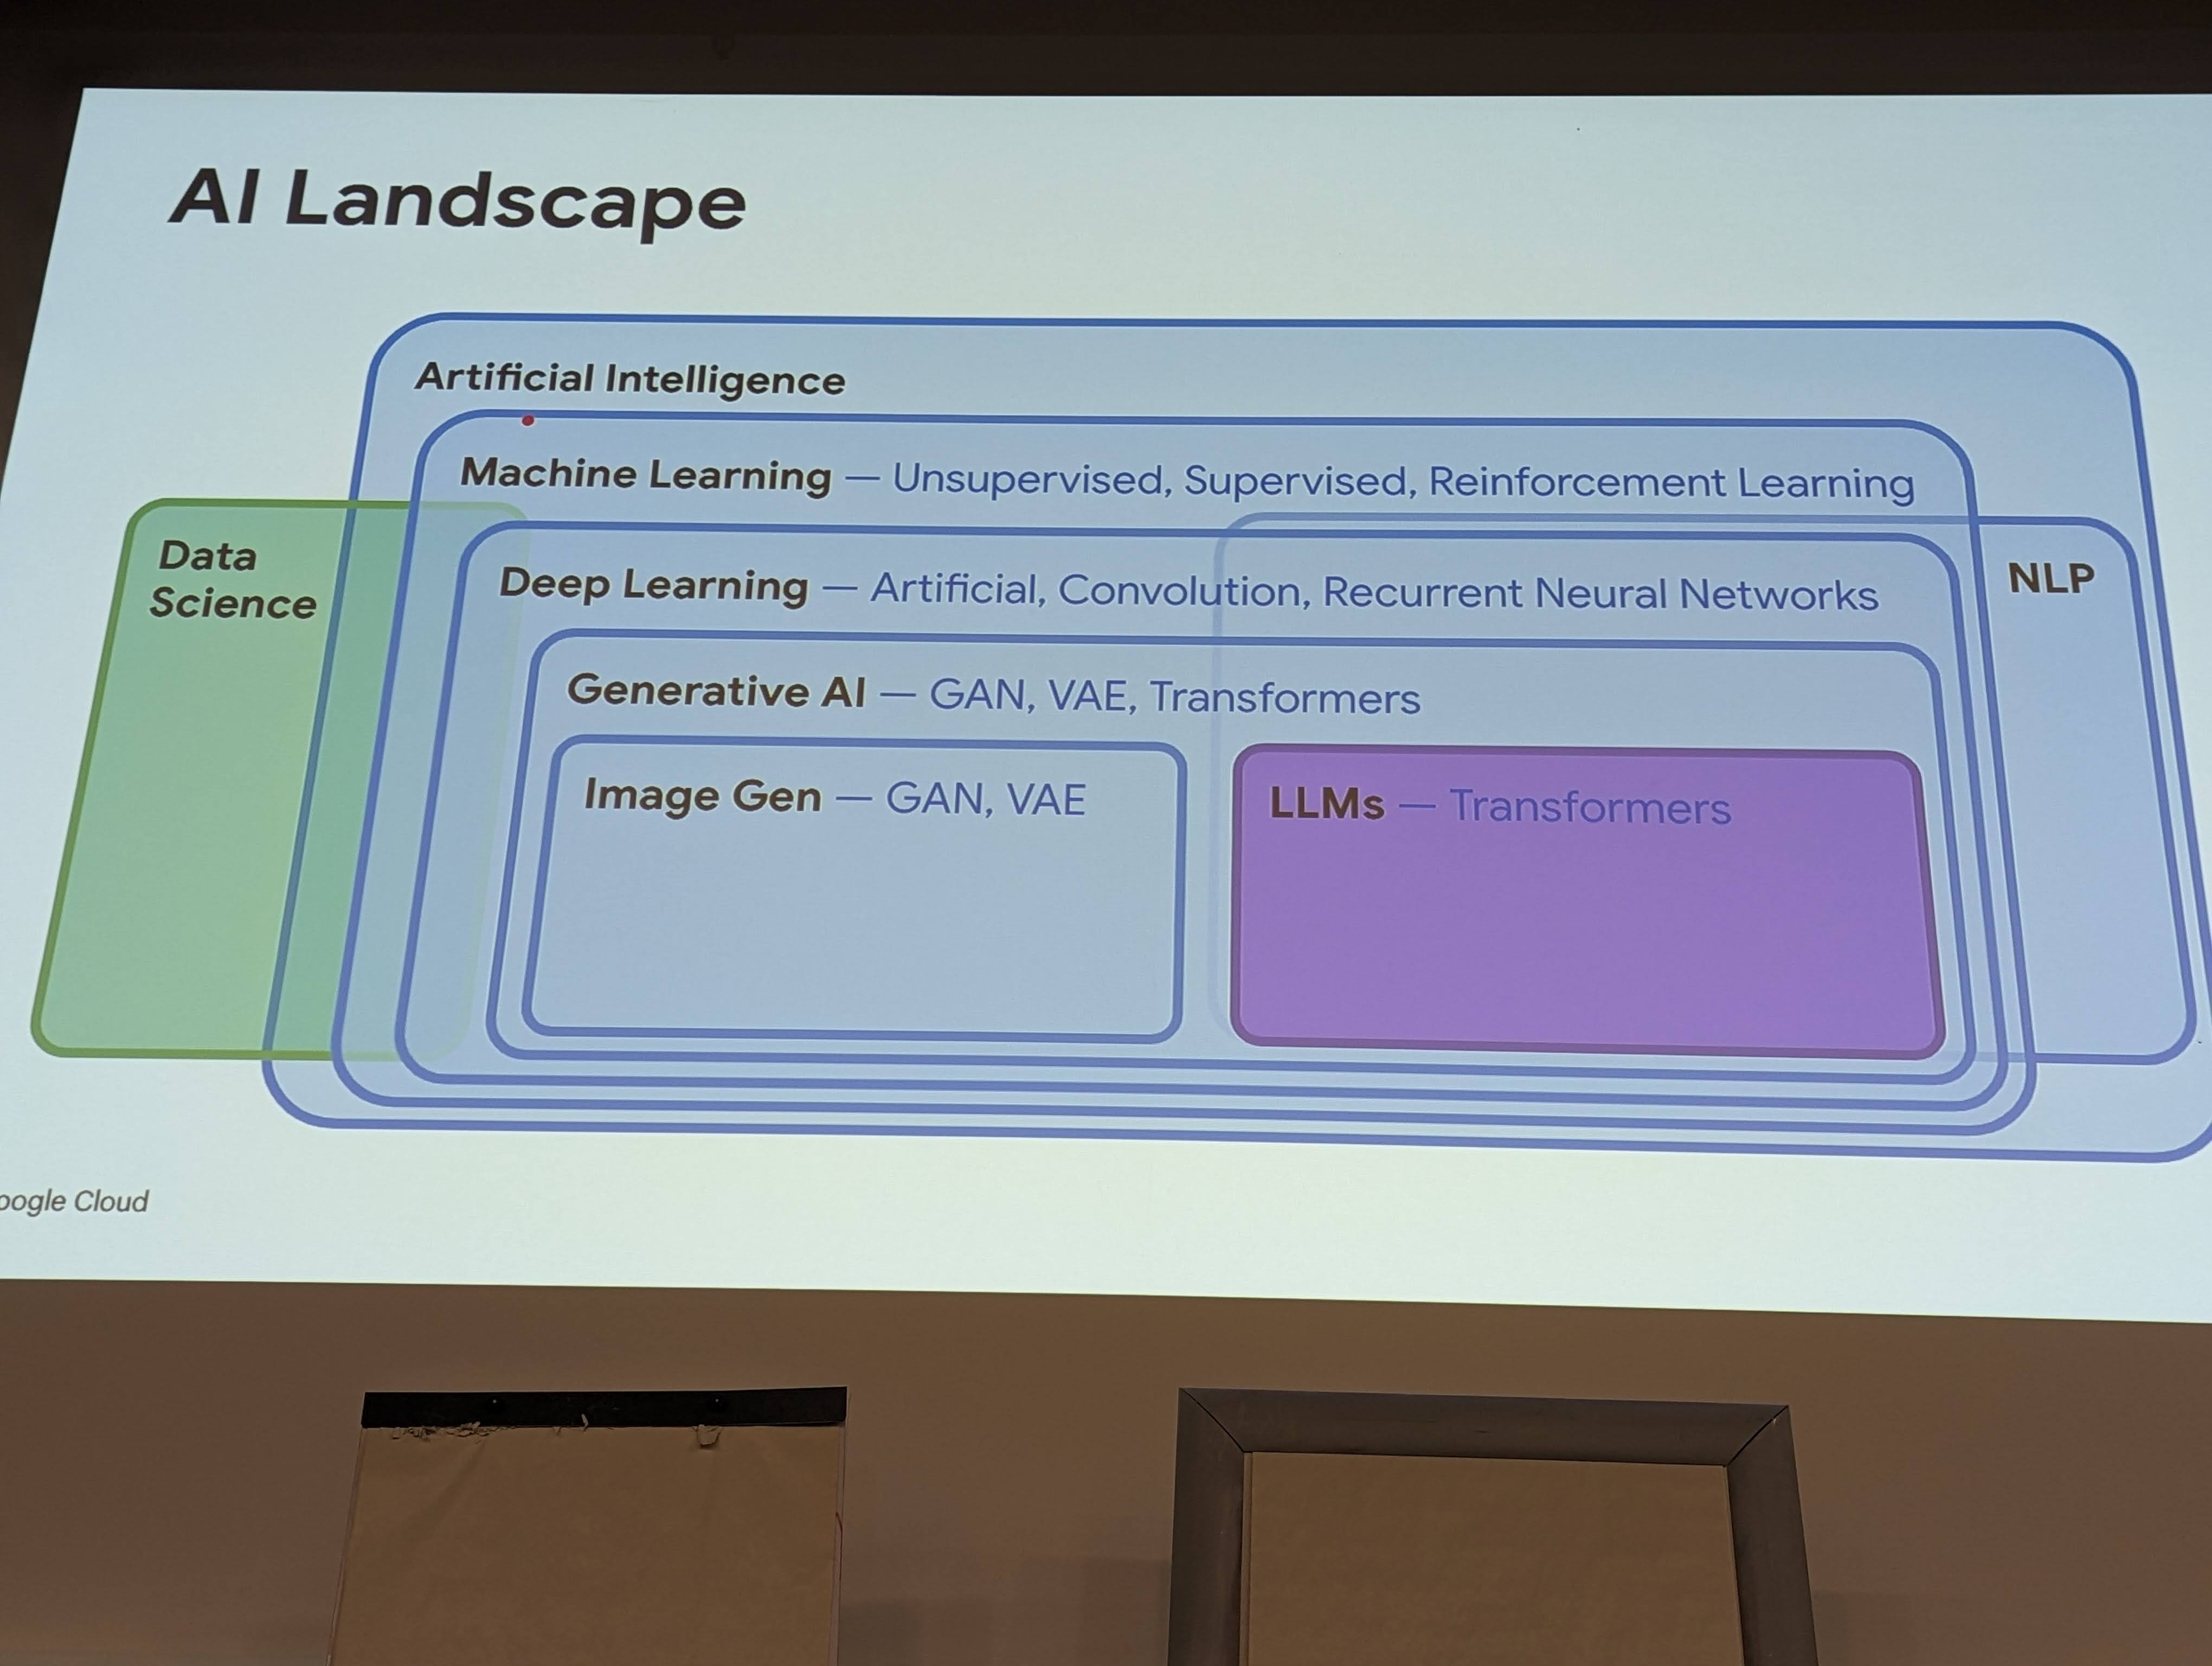 AI Landscape
Artificial Intelligence
Machine Learning — Unsupervised, Supervised, Reinforcement Learning
Data
Science
Deep Learning — Artificial, Convolution, Recurrent Neural Networks
NLP
Generative AI — GAN, VAE, Transformers
Image Gen — GAN, VAE
LLMs — Transformers
oogle Cloud